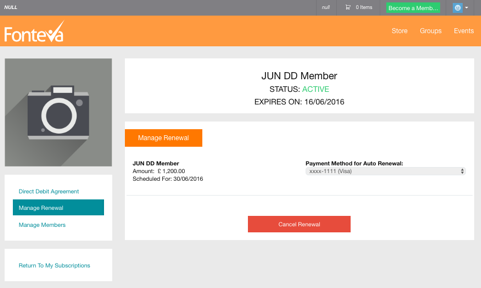 NULL
null
0 Items
Become a Memb...
Fonteva
Store
Groups
Events
JUN DD Member
STATUS: ACTIVE
EXPIRES ON: 16/06/2016
Manage Renewal
JUN DD Member
Amount: £ 1,200.00
Scheduled For: 30/06/2016
Payment Method for Auto Renewal:
xxxx-1111 (Visa)
Cancel Renewal
Direct Debit Agreement
Manage Renewal
Manage Members
Return To My Subscriptions